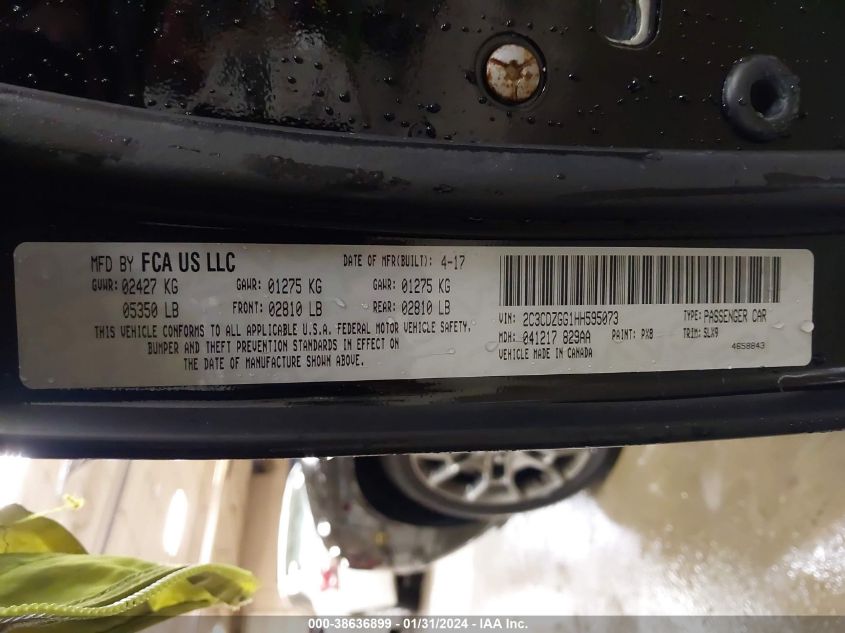 MFD BY FCA US LLC DATE OF MFR(BUILT): 4-17
GVWR: 02427 KG GAWR: 01275 KG GAWR: 01275 KG
05350 LB FRONT: 02810 LB REAR: 02810 LB
THIS VEHICLE CONFORMS TO ALL APPLICABLE U.S.A. FEDERAL MOTOR VEHICLE SAFETY,
BUMPER AND THEFT PREVENTION STANDARDS IN EFFECT ON
THE DATE OF MANUFACTURE SHOWN ABOVE.
VIN: 2C3CDZGG1HH595073 TYPE: PASSENGER CAR
MDH: 041217 829AA PAINT: PX8 TRIM: SLX9
VEHICLE MADE IN CANADA 4658843
000-38636899 - 01/31/2024 - IAA Inc.